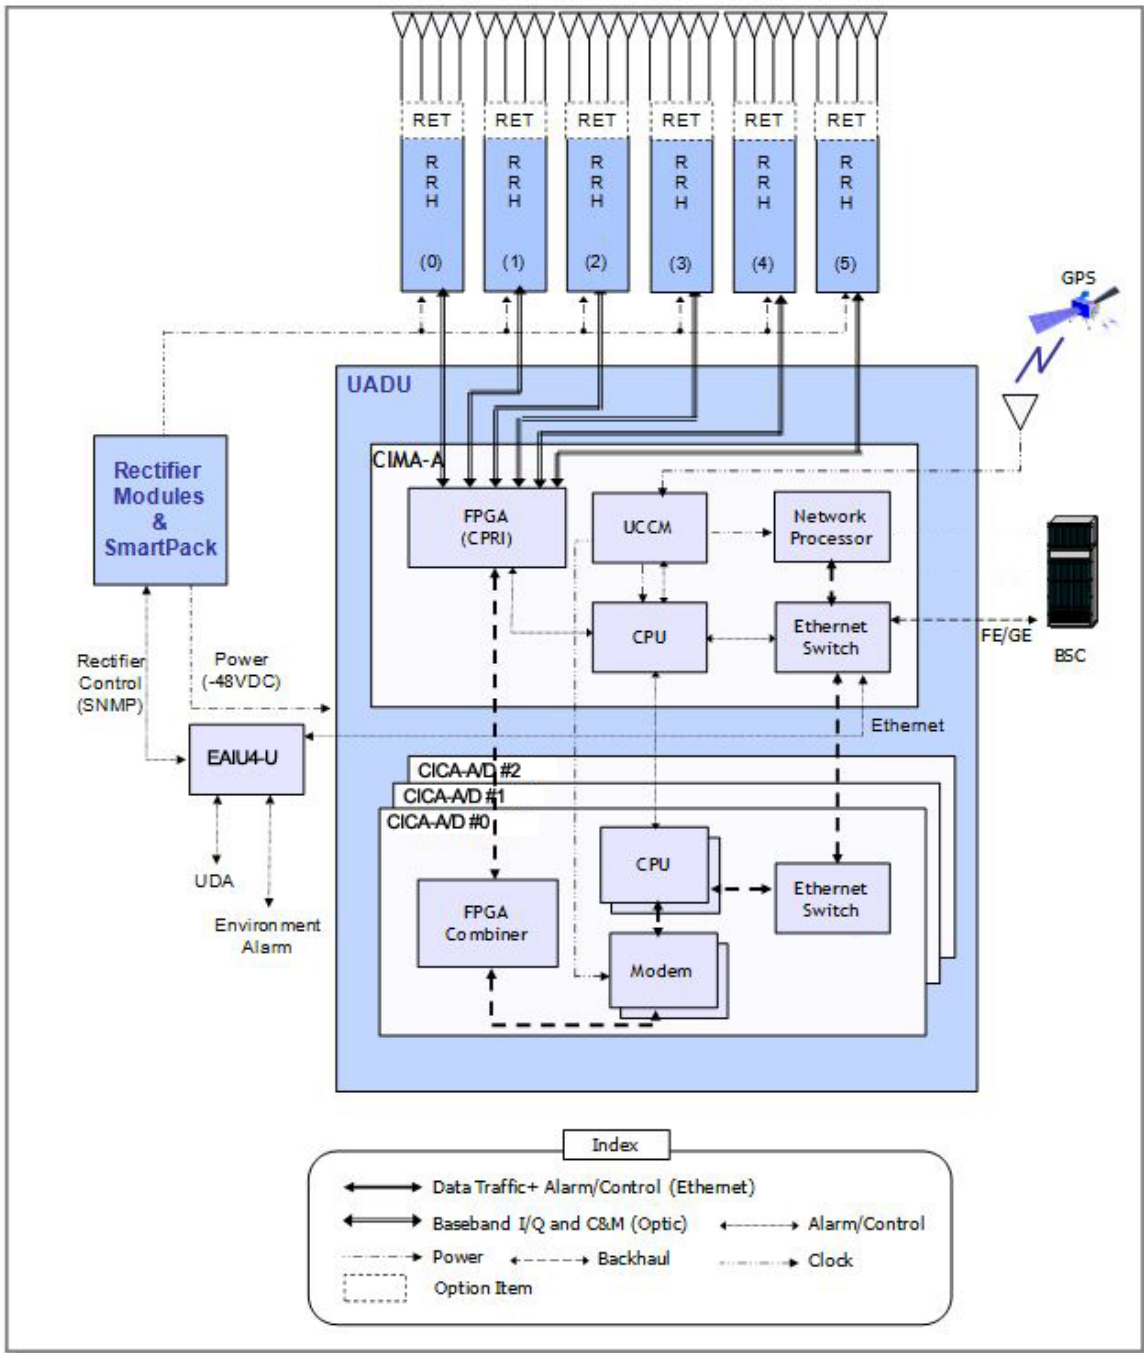 RET
RET
RET
RET
RET
RET
R
R
H
(0)
R
R
H
(1)
R
R
H
(2)
R
R
H
(3)
R
R
H
(4)
R
R
H
(5)
GPS
UADU
Rectifier
Modules
&
SmartPack
CIMA-A
FPGA
(CPRI)
UCCM
Network
Processor
CPU
Ethernet
Switch
FE/GE
BSC
Rectifier
Control
(SNMP)
Power
(-48VDC)
Ethernet
EAIU4-U
CICA-A/D #2
CICA-A/D #1
CICA-A/D #0
CPU
Ethernet
Switch
UDA
FPGA
Combiner
Environment
Alarm
Modem
Index
Data Traffic+ Alarm/Control (Ethernet)
Baseband I/Q and C&M (Optic)
Alarm/Control
Power
Backhaul
Clock
Option Item